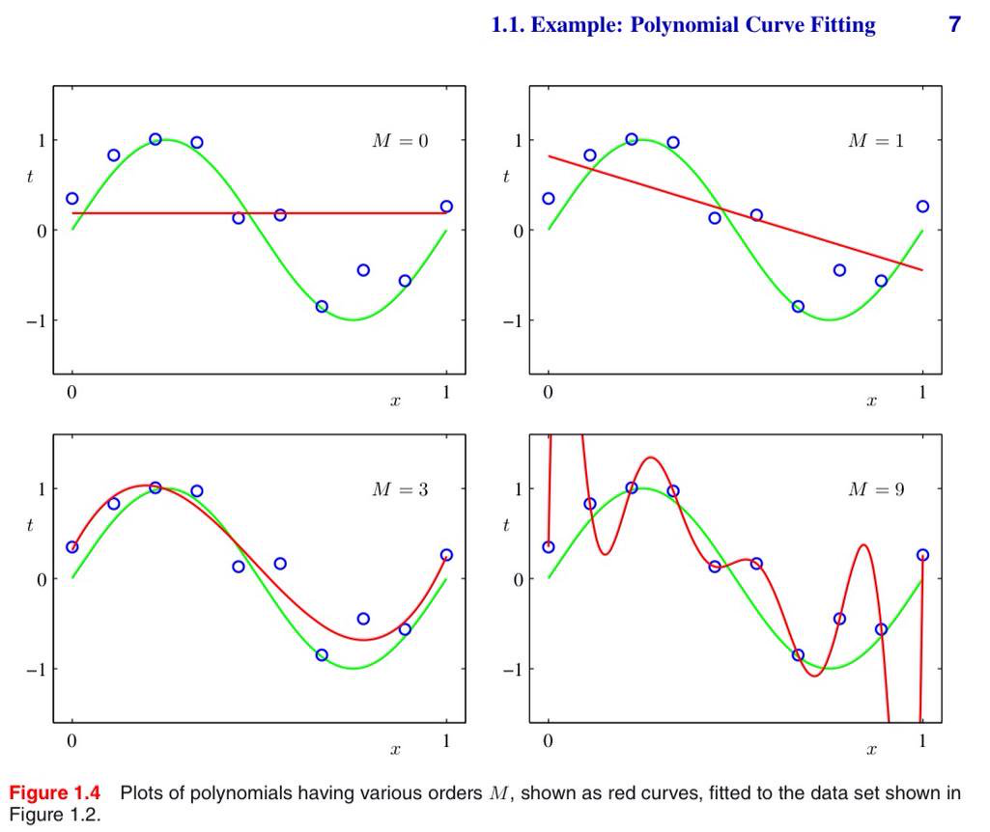 1.1. Example: Polynomial Curve Fitting 7
M = 0
1
t
0
−1
0
x
1
M = 1
1
t
0
−1
0
x
1
M = 3
1
t
0
−1
0
x
1
M = 9
1
t
0
−1
0
x
1
Figure 1.4 Plots of polynomials having various orders M, shown as red curves, fitted to the data set shown in
Figure 1.2.